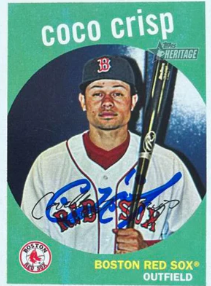 coco crisp
Topps
HERITAGE
B
RED SOX
BOSTON
RED SOX
BOSTON RED SOX®
OUTFIELD